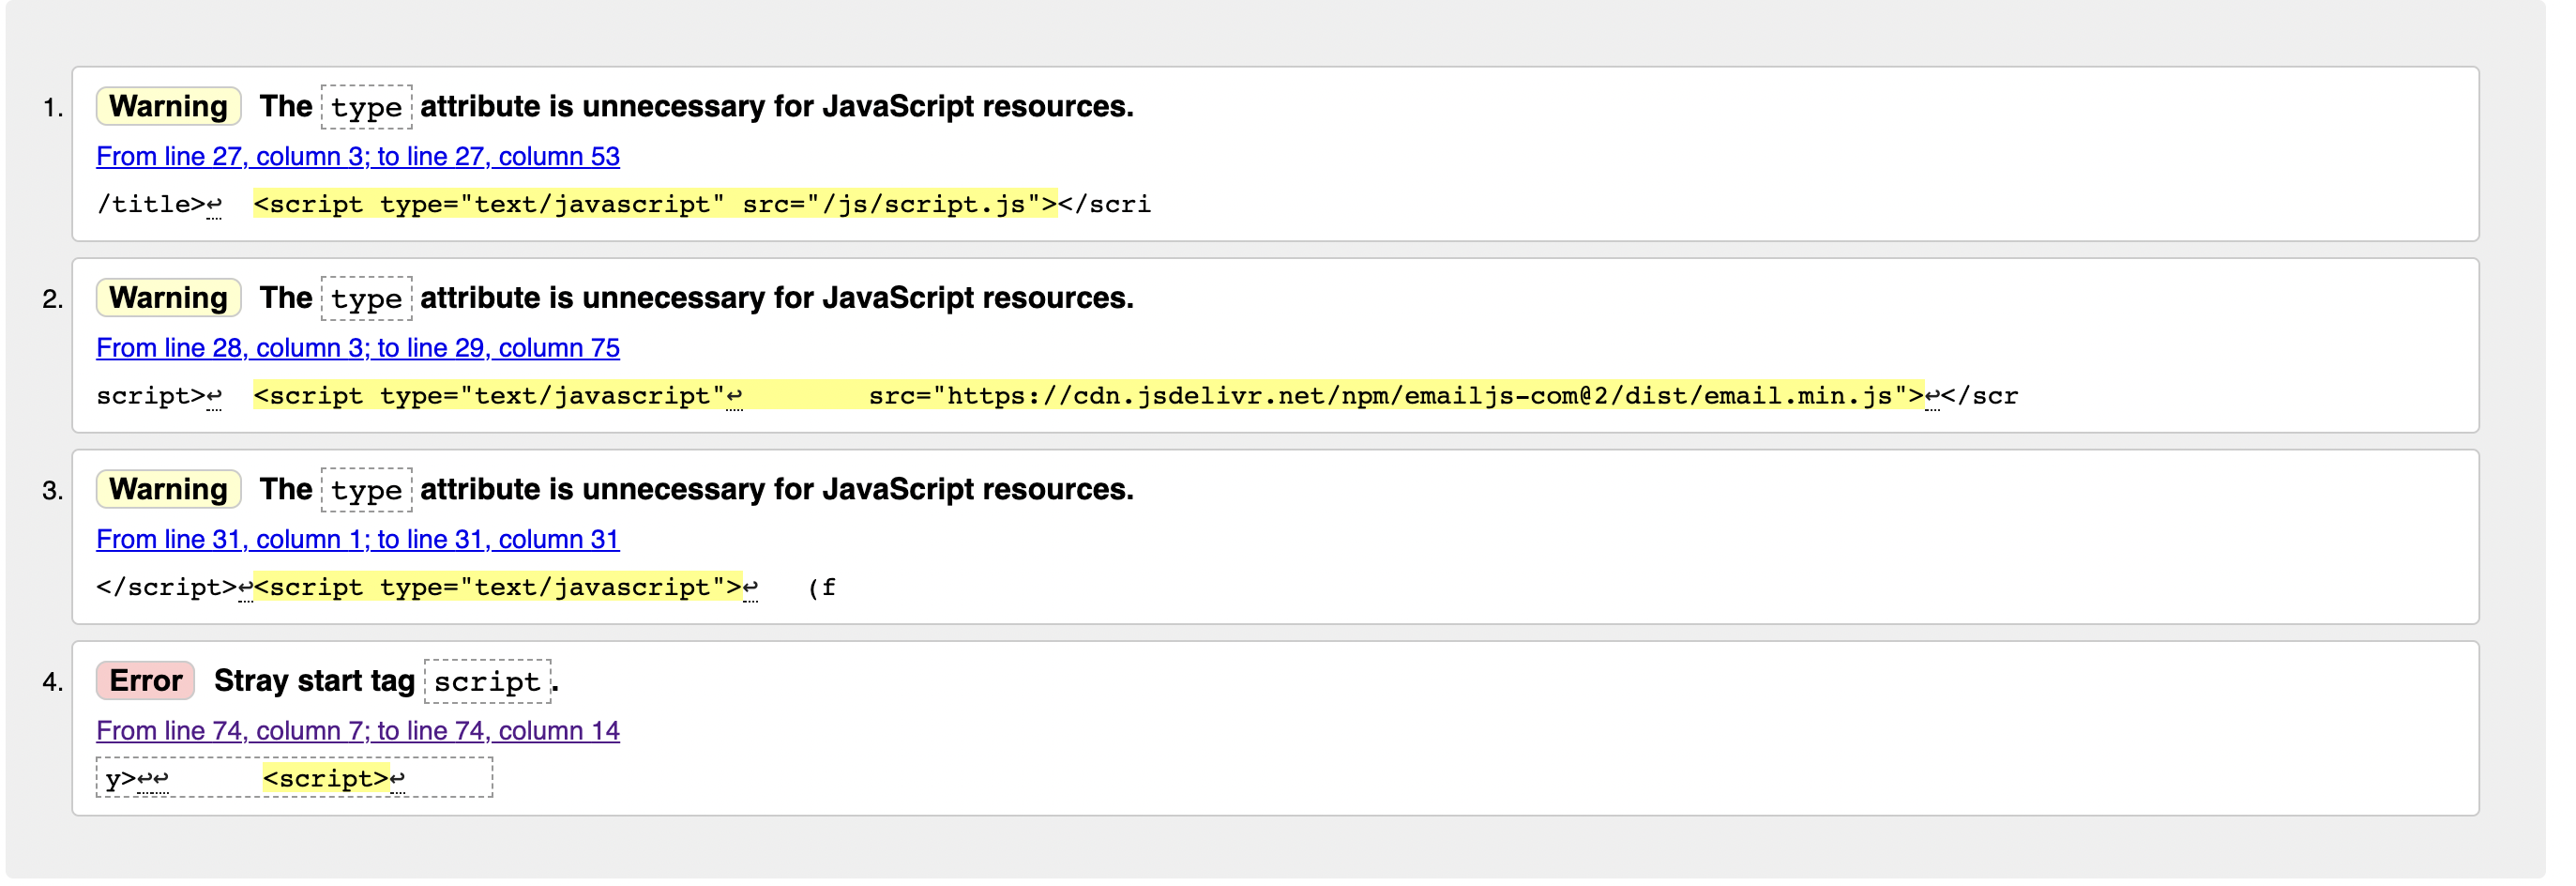 1. Warning The type attribute is unnecessary for JavaScript resources.
From line 27, column 3; to line 27, column 53
/title>↩  <script type="text/javascript" src="/js/script.js"></scri
2. Warning The type attribute is unnecessary for JavaScript resources.
From line 28, column 3; to line 29, column 75
script>↩  <script type="text/javascript"↩        src="https://cdn.jsdelivr.net/npm/emailjs-com@2/dist/email.min.js">↩</scr
3. Warning The type attribute is unnecessary for JavaScript resources.
From line 31, column 1; to line 31, column 31
</script>↩<script type="text/javascript">↩   (f
4. Error Stray start tag script.
From line 74, column 7; to line 74, column 14
y>↩↩      <script>↩